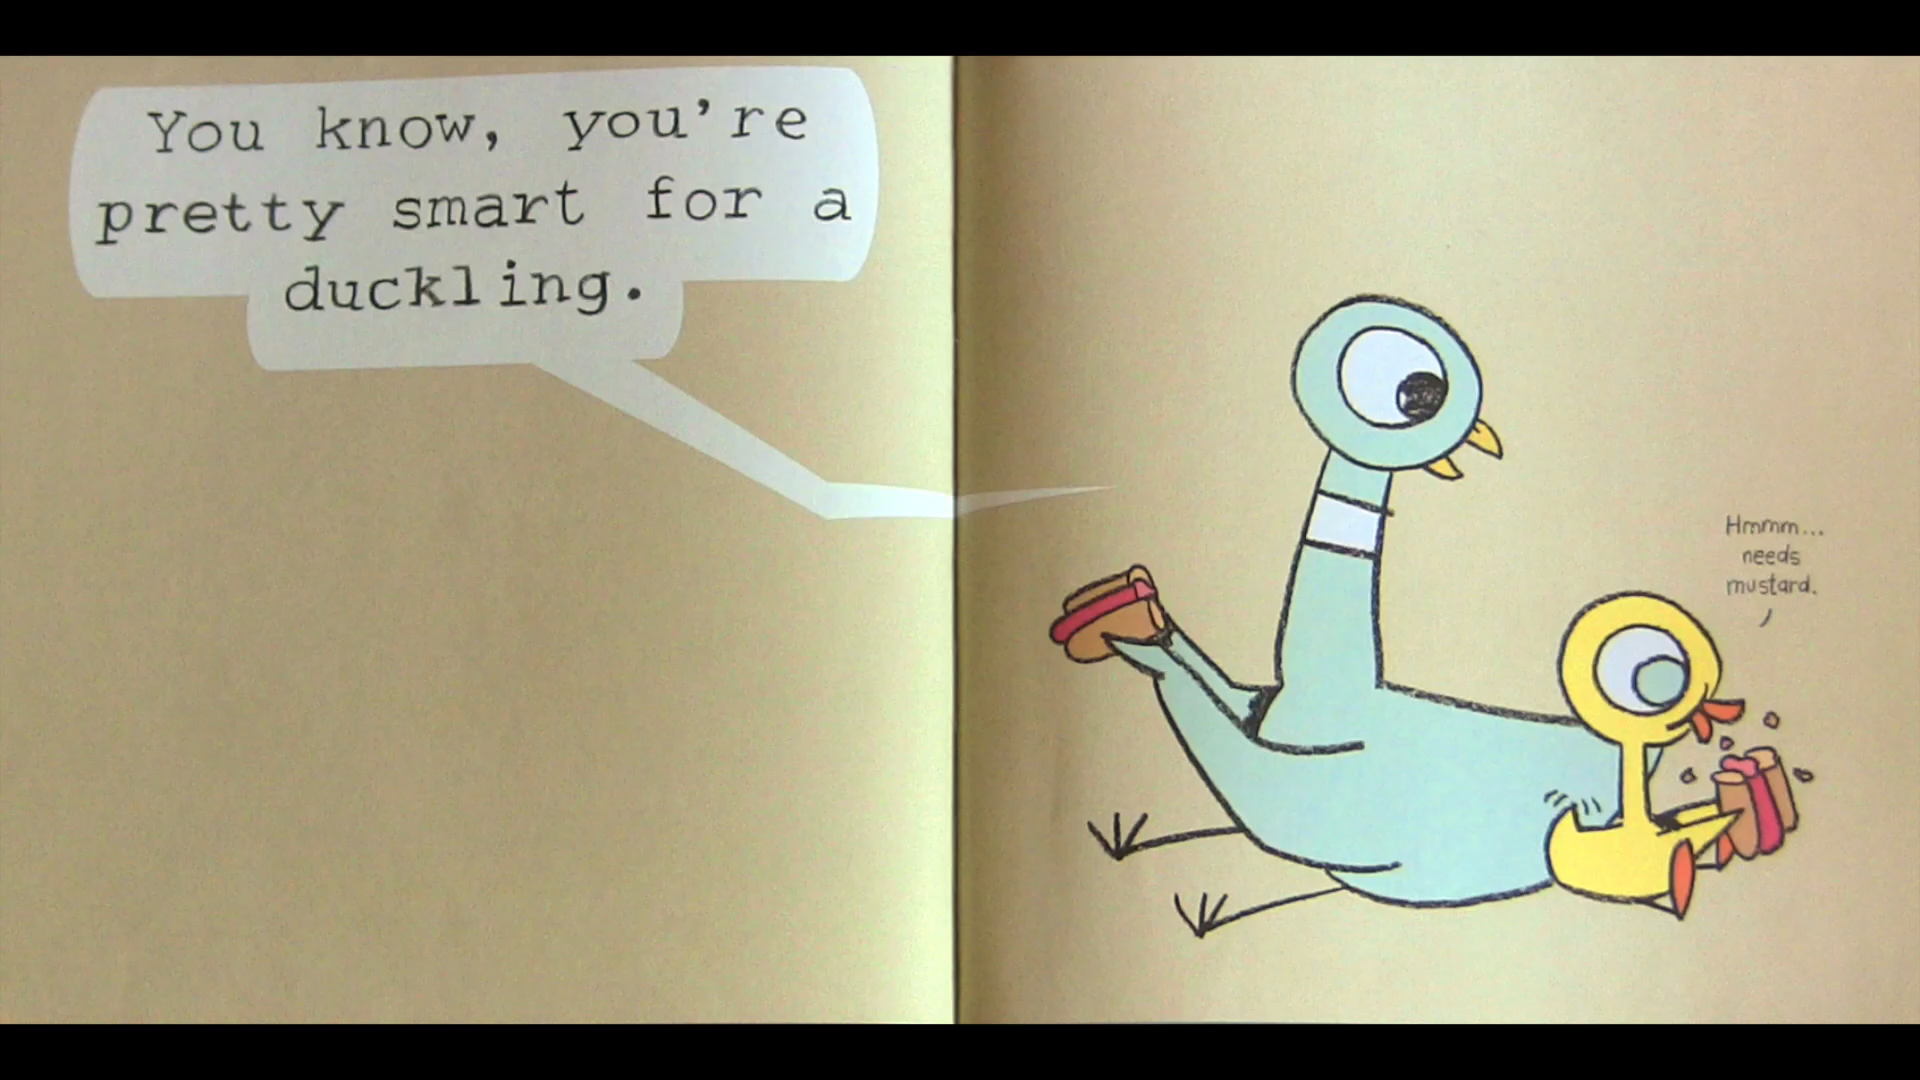 You know, you're
pretty smart for a
duckling.
Hmmm...
needs
mustard.